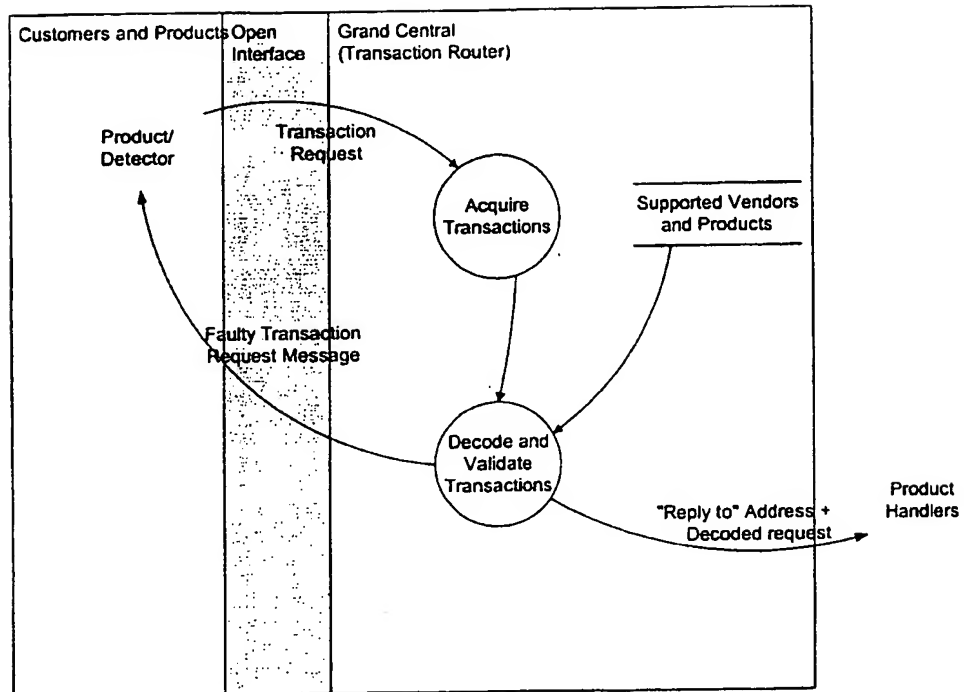 Customers and Products
Open
Interface
Grand Central
(Transaction Router)
Product/
Detector
Transaction
Request
Acquire
Transactions
Supported Vendors
and Products
Faulty Transaction
Request Message
Decode and
Validate
Transactions
"Reply to" Address +
Decoded request
Product
Handlers